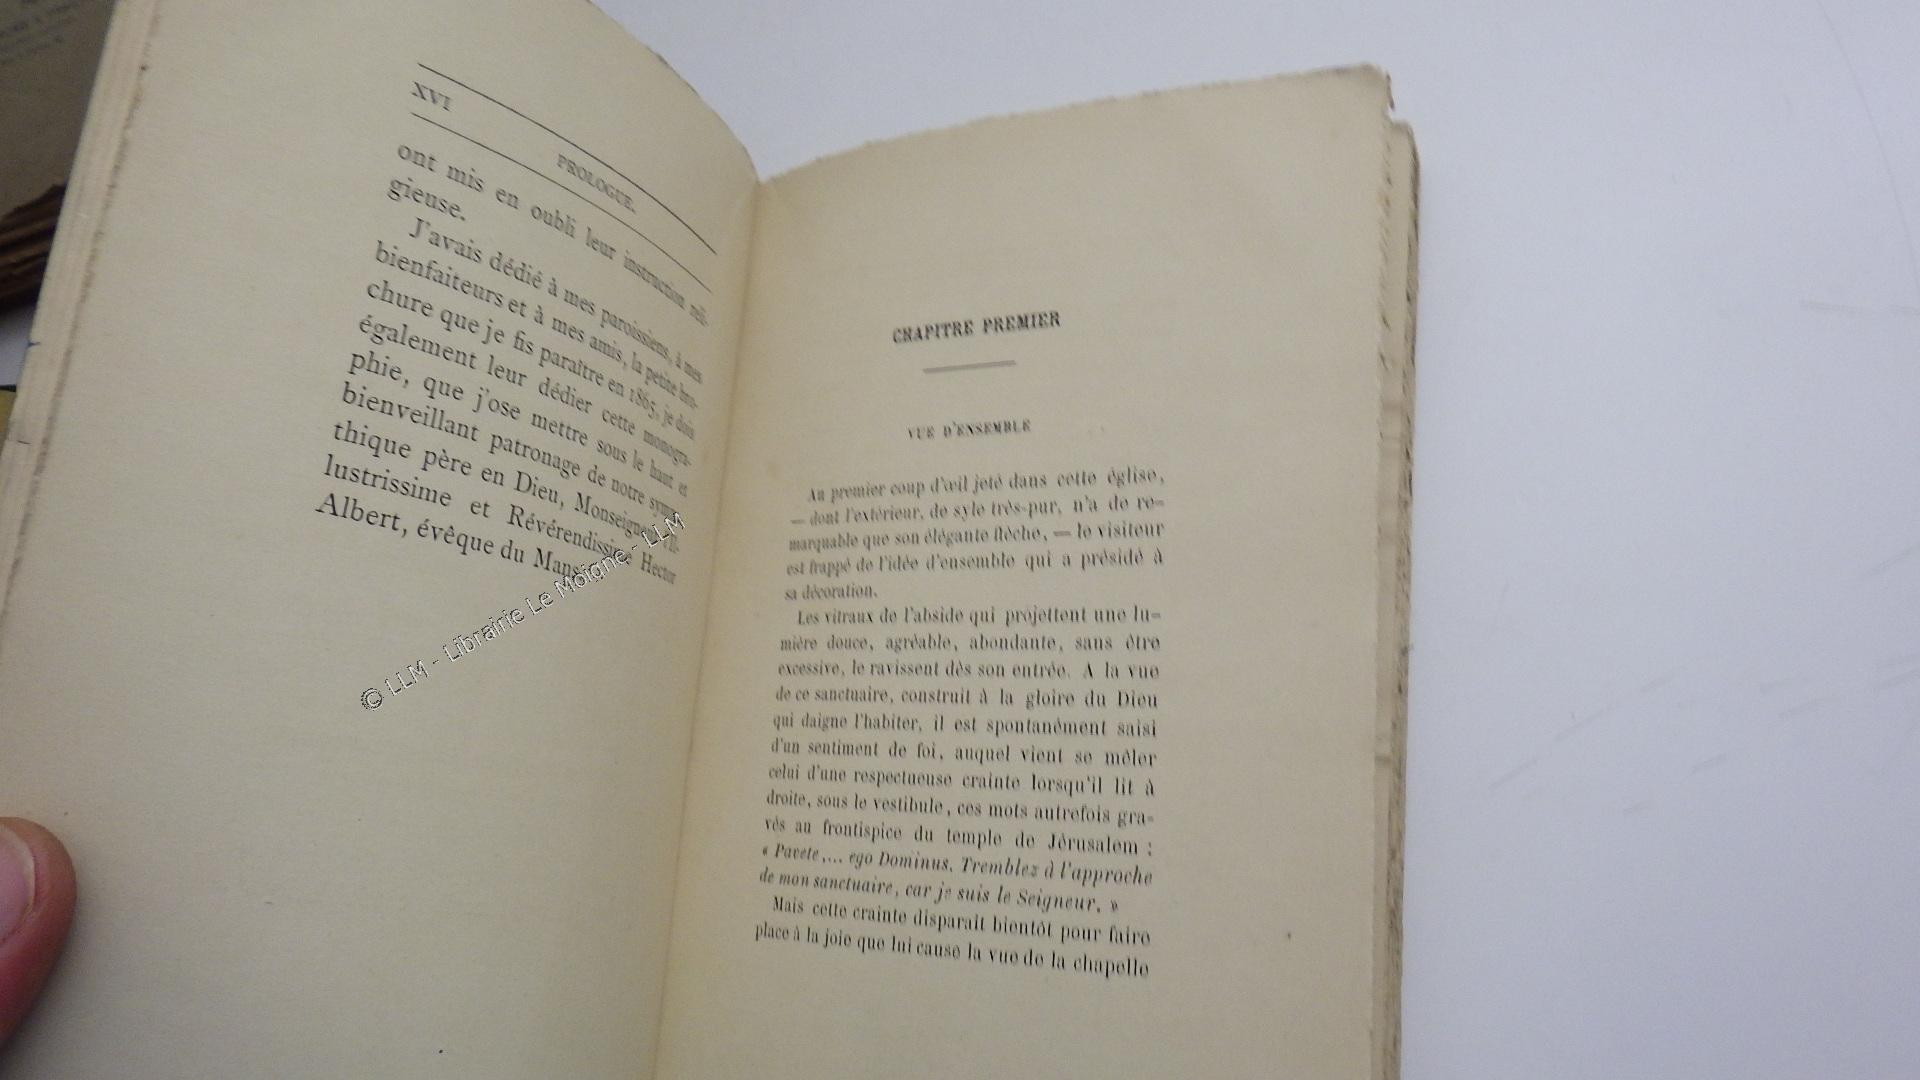 XVI
PROLOGUE.
ont mis en oubli leur instruction reli-
gieuse.
J'avais dédié à mes paroissiens, à mes
bienfaiteurs et à mes amis, la petite bro-
chure que je fis paraître en 1865, je dois
également leur dédier cette monogra-
phie, que j'ose mettre sous le haut et
bienveillant patronage de notre sympa-
thique père en Dieu, Monseigneur l'Il-
lustrissime et Révérendissime Hector
Albert, évêque du Mans.
© LLM - Librairie Le Moigne - LLM
CHAPITRE PREMIER
VUE D'ENSEMBLE
Au premier coup d'œil jeté dans cette église,
— dont l'extérieur, de syle très-pur, n'a de re-
marquable que son élégante flèche, — le visiteur
est frappé de l'idée d'ensemble qui a présidé à
sa décoration.
Les vitraux de l'abside qui projettent une lu-
mière douce, agréable, abondante, sans être
excessive, le ravissent dès son entrée. A la vue
de ce sanctuaire, construit à la gloire du Dieu
qui daigne l'habiter, il est spontanément saisi
d'un sentiment de foi, auquel vient se mêler
celui d'une respectueuse crainte lorsqu'il lit à
droite, sous le vestibule, ces mots autrefois gra-
vés au frontispice du temple de Jérusalem :
« Pavete,... ego Dominus. Tremblez à l'approche
de mon sanctuaire, car je suis le Seigneur. »
Mais cette crainte disparaît bientôt pour faire
place à la joie que lui cause la vue de la chapelle